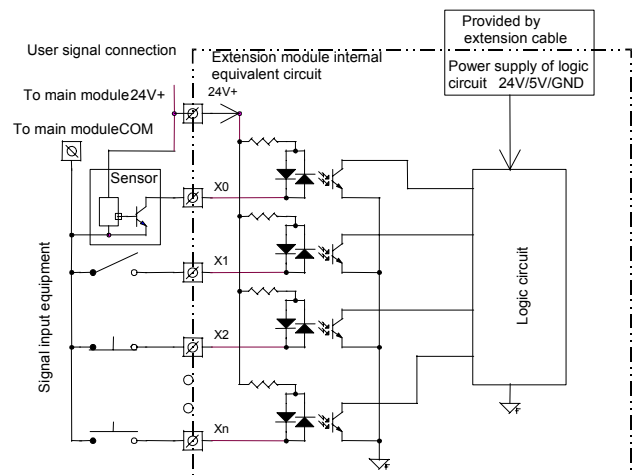 Provided by
extension cable
Power supply of logic
circuit 24V/5V/GND
User signal connection
Extension module internal
equivalent circuit
To main module24V+
24V+
To main moduleCOM
Sensor
X0
X1
X2
Xn
Signal input equipment
Logic circuit
F
F